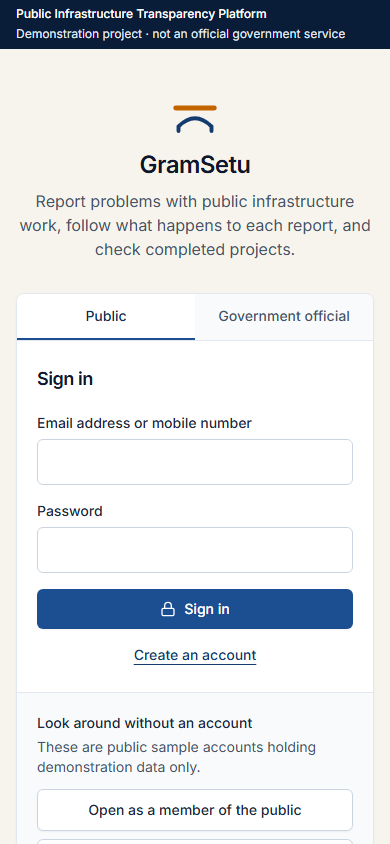 Public Infrastructure Transparency Platform
Demonstration project · not an official government service
GramSetu
Report problems with public infrastructure
work, follow what happens to each report, and
check completed projects.
Public
Government official
Sign in
Email address or mobile number
Password
Sign in
Create an account
Look around without an account
These are public sample accounts holding
demonstration data only.
Open as a member of the public